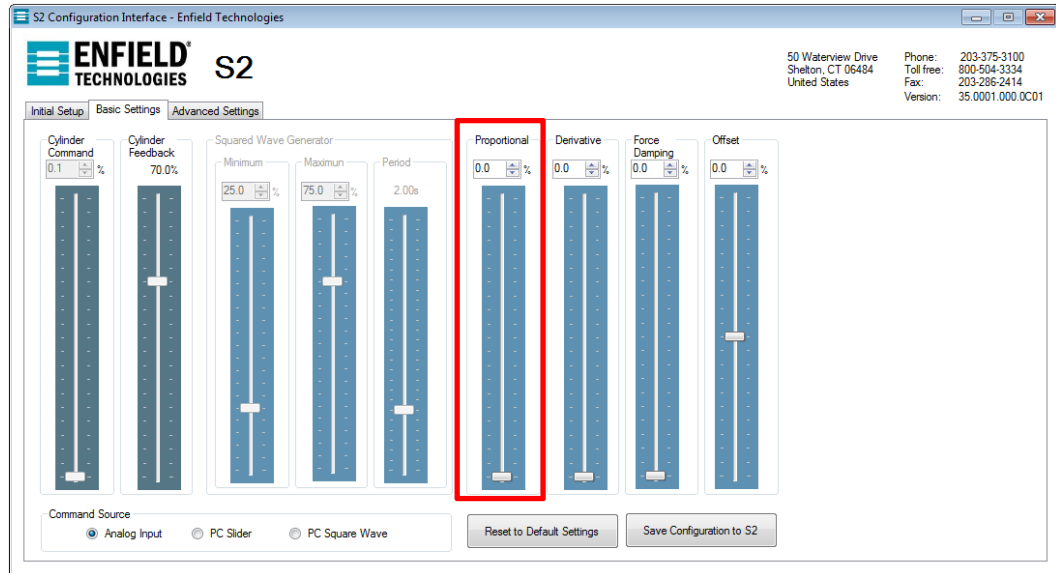 S2 Configuration Interface - Enfield Technologies
ENFIELD
TECHNOLOGIES
S2
50 Waterview Drive
Shelton, CT 06484
United States
Phone: 203-375-3100
Toll free: 800-504-3334
Fax: 203-286-2414
Version: 35.0001.000.0C01
Initial Setup Basic Settings Advanced Settings
Cylinder
Command
0.1 %
Cylinder
Feedback
70.0%
Squared Wave Generator
Minimum
25.0 %
Maximun
75.0 %
Period
2.00s
Proportional
0.0 %
Derivative
0.0 %
Force
Damping
0.0 %
Offset
0.0 %
Command Source
Analog Input PC Slider PC Square Wave
Reset to Default Settings
Save Configuration to S2